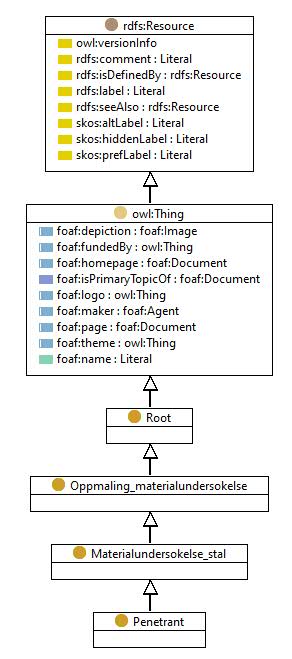 rdfs:Resource
owl:versionInfo
rdfs:comment : Literal
rdfs:isDefinedBy : rdfs:Resource
rdfs:label : Literal
rdfs:seeAlso : rdfs:Resource
skos:altLabel : Literal
skos:hiddenLabel : Literal
skos:prefLabel : Literal
owl:Thing
foaf:depiction : foaf:Image
foaf:fundedBy : owl:Thing
foaf:homepage : foaf:Document
foaf:isPrimaryTopicOf : foaf:Document
foaf:logo : owl:Thing
foaf:maker : foaf:Agent
foaf:page : foaf:Document
foaf:theme : owl:Thing
foaf:name : Literal
Root
Oppmaling_materialundersokelse
Materialundersokelse_stal
Penetrant